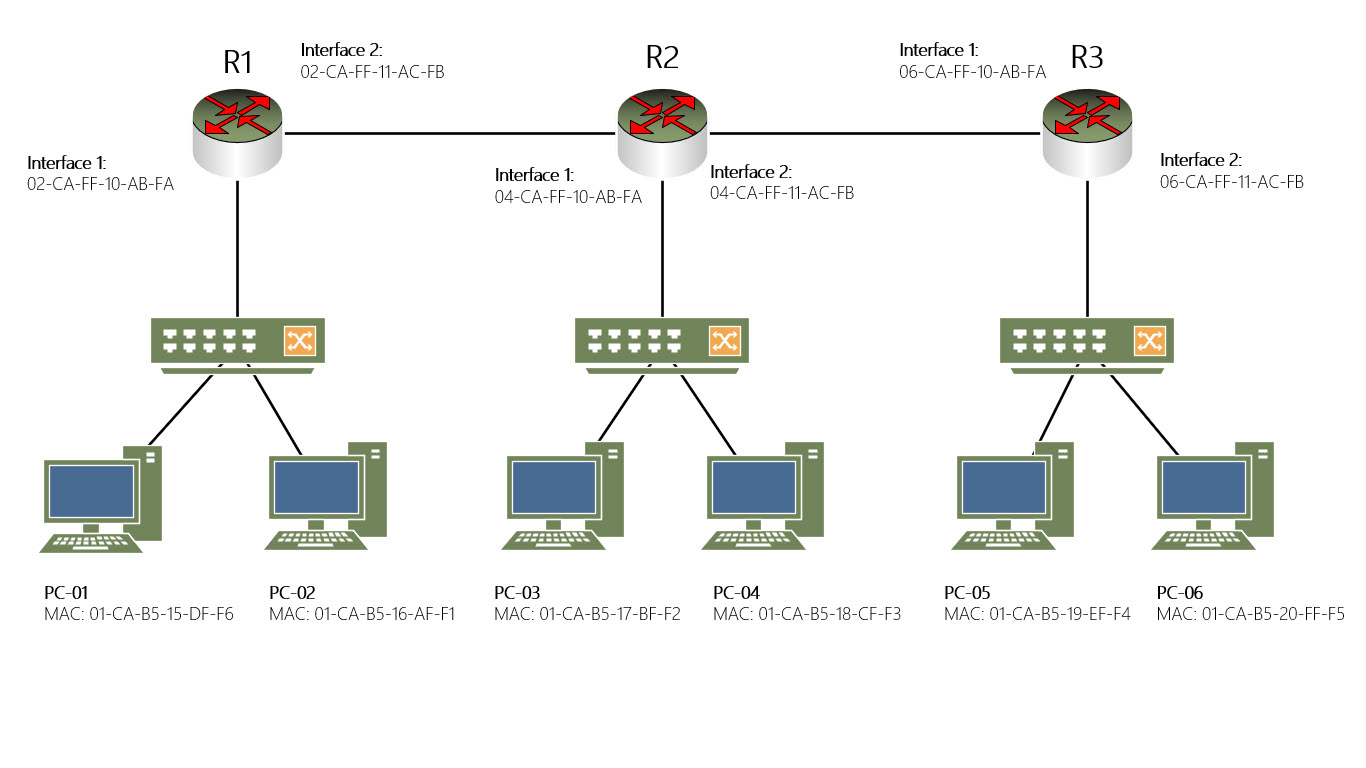 R1
Interface 2:
02-CA-FF-11-AC-FB
R2
Interface 1:
06-CA-FF-10-AB-FA
R3
Interface 1:
02-CA-FF-10-AB-FA
Interface 1:
04-CA-FF-10-AB-FA
Interface 2:
04-CA-FF-11-AC-FB
Interface 2:
06-CA-FF-11-AC-FB
PC-01
MAC: 01-CA-B5-15-DF-F6
PC-02
MAC: 01-CA-B5-16-AF-F1
PC-03
MAC: 01-CA-B5-17-BF-F2
PC-04
MAC: 01-CA-B5-18-CF-F3
PC-05
MAC: 01-CA-B5-19-EF-F4
PC-06
MAC: 01-CA-B5-20-FF-F5